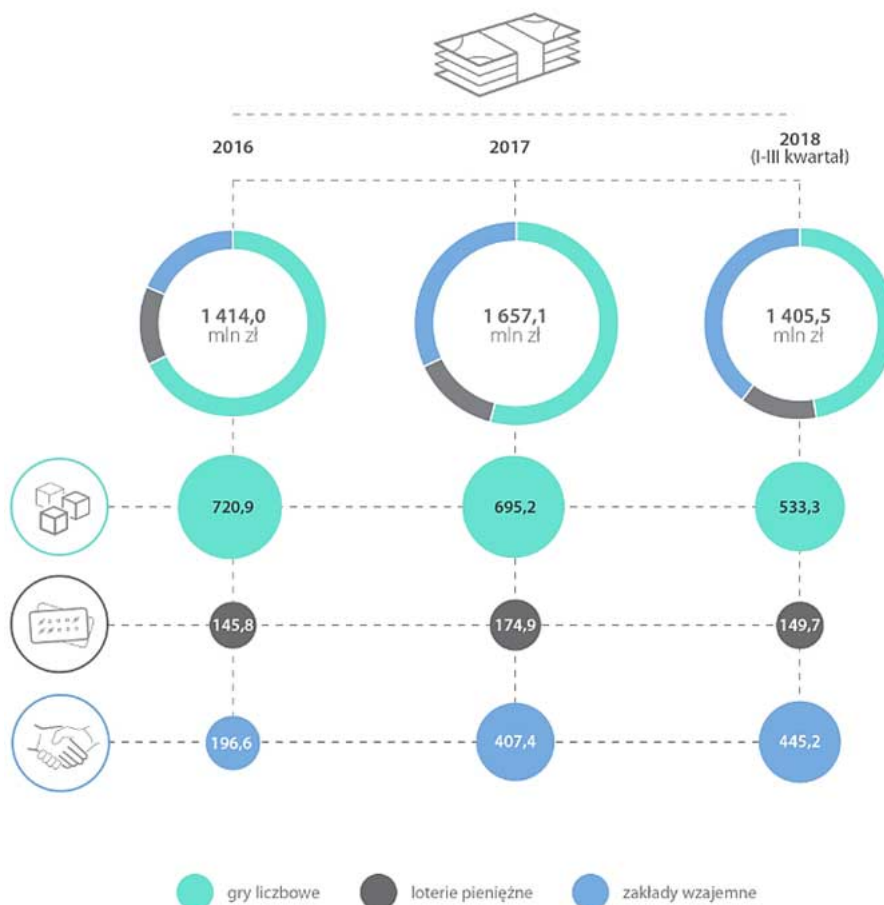 2016
2017
2018
(I-III kwartał)
1 414,0
mln zł
1 657,1
mln zł
1 405,5
mln zł
720,9
695,2
533,3
145,8
174,9
149,7
196,6
407,4
445,2
gry liczbowe
loterie pieniężne
zakłady wzajemne